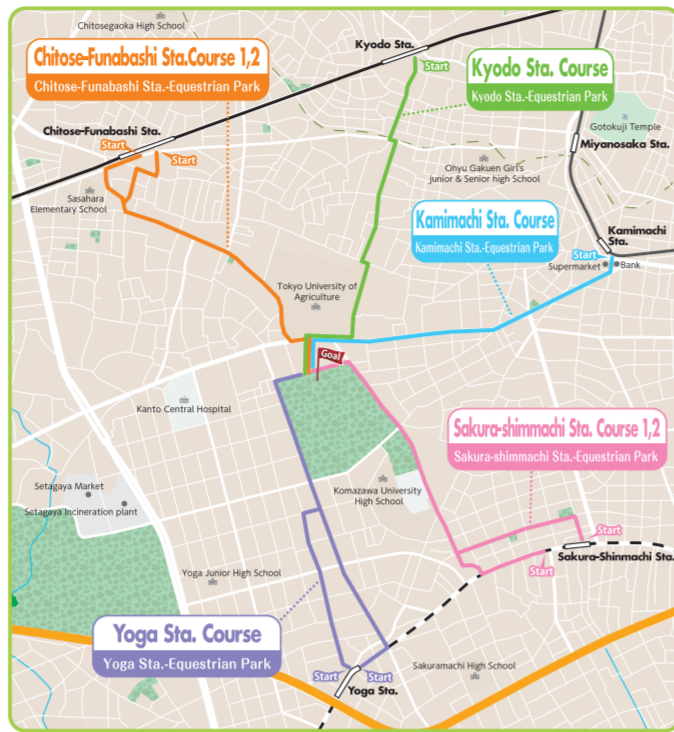 Chitosegaoka High School
Chitose-Funabashi Sta.Course 1,2
Chitose-Funabashi Sta.-Equestrian Park
Kyodo Sta.
Start
Kyodo Sta. Course
Kyodo Sta.-Equestrian Park
Gotokuji Temple
Chitose-Funabashi Sta.
Start
Start
Miyanosaka Sta.
Ohyu Gakuen Girl's
junior & Senior high School
Sasahara
Elementary School
Kamimachi Sta. Course
Kamimachi Sta.-Equestrian Park
Kamimachi
Sta.
Start
Supermarket
Bank
Tokyo University of
Agriculture
Goal
Kanto Central Hospital
Sakura-shimmachi Sta. Course 1,2
Sakura-shimmachi Sta.-Equestrian Park
Setagaya Market
Setagaya Incineration plant
Komazawa University
High School
Start
Sakura-Shinmachi Sta.
Start
Yoga Junior High School
Yoga Sta. Course
Yoga Sta.-Equestrian Park
Sakuramachi High School
Start
Start
Yoga Sta.